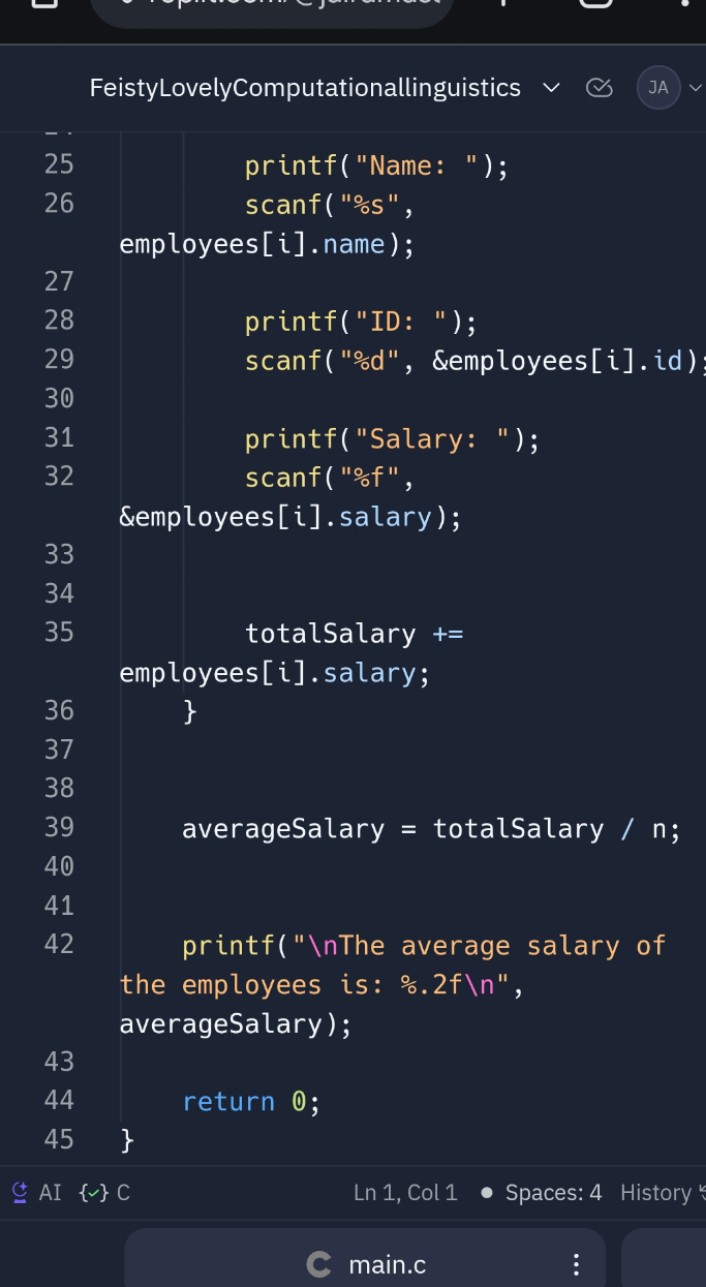 FeistyLovelyComputationallinguistics
JA
25 printf("Name: ");
26 scanf("%s",
employees[i].name);
27
28 printf("ID: ");
29 scanf("%d", &employees[i].id);
30
31 printf("Salary: ");
32 scanf("%f",
&employees[i].salary);
33
34
35 totalSalary +=
employees[i].salary;
36 }
37
38
39 averageSalary = totalSalary / n;
40
41
42 printf("\nThe average salary of
the employees is: %.2f\n",
averageSalary);
43
44 return 0;
45 }
AI {✓} C Ln 1, Col 1 • Spaces: 4 History
C main.c